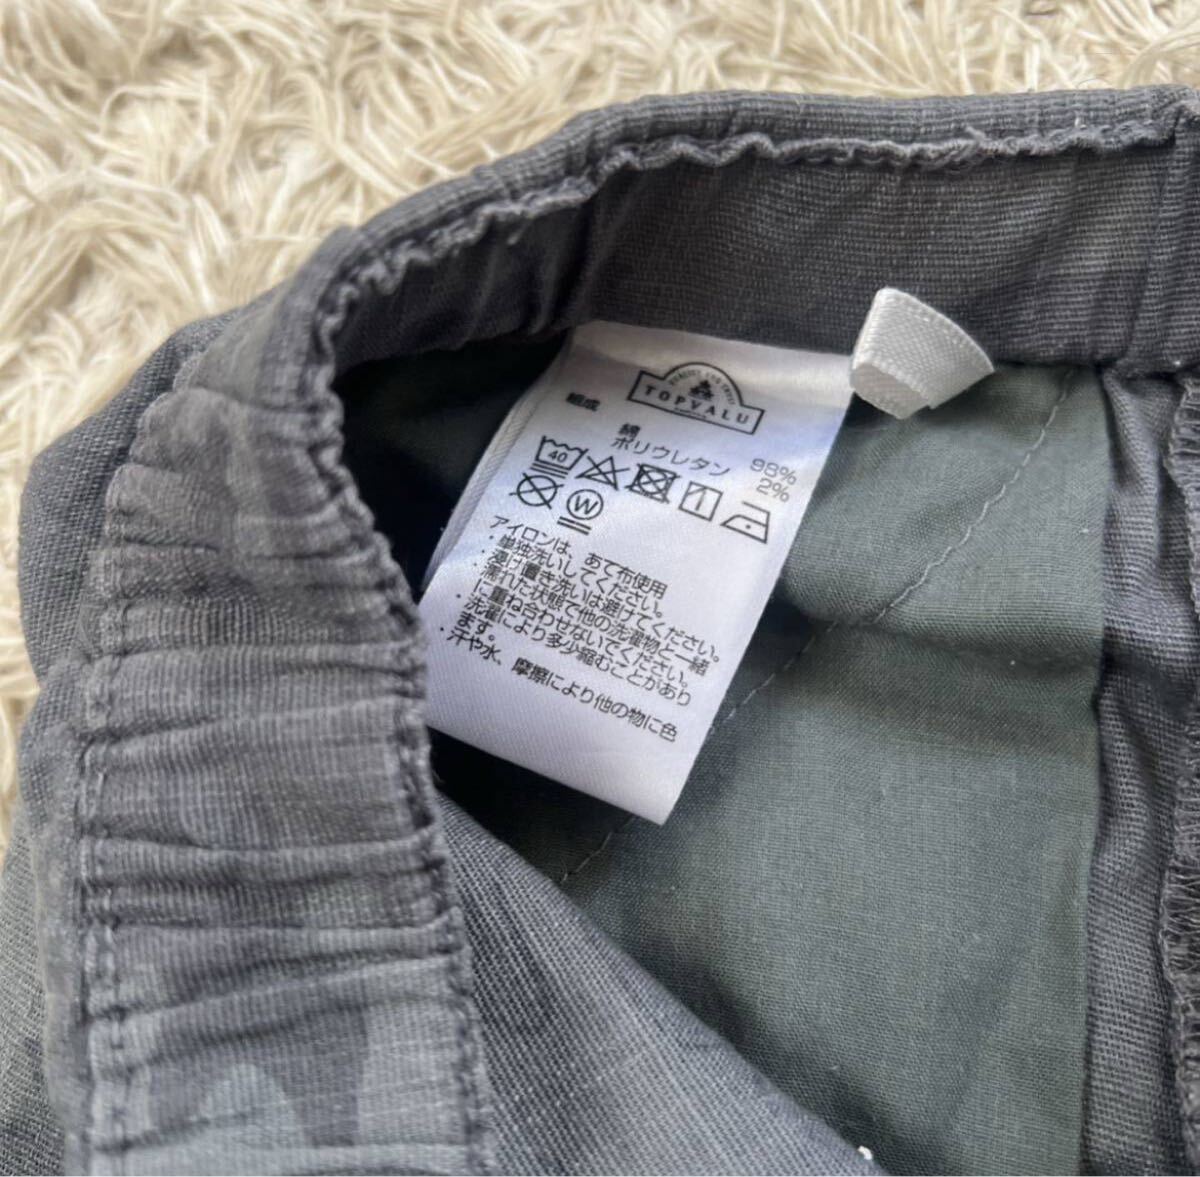 TOPVALU
組成
綿 98%
ポリウレタン 2%
40
W
アイロンは、あて布使用
・単独洗いしてください。
・漬け置き洗いは避けてください。
・濡れた状態で他の洗濯物と一緒
に重ね合わせないでください。
・洗濯により多少縮むことがあり
ます。
・汗や水、摩擦により他の物に色